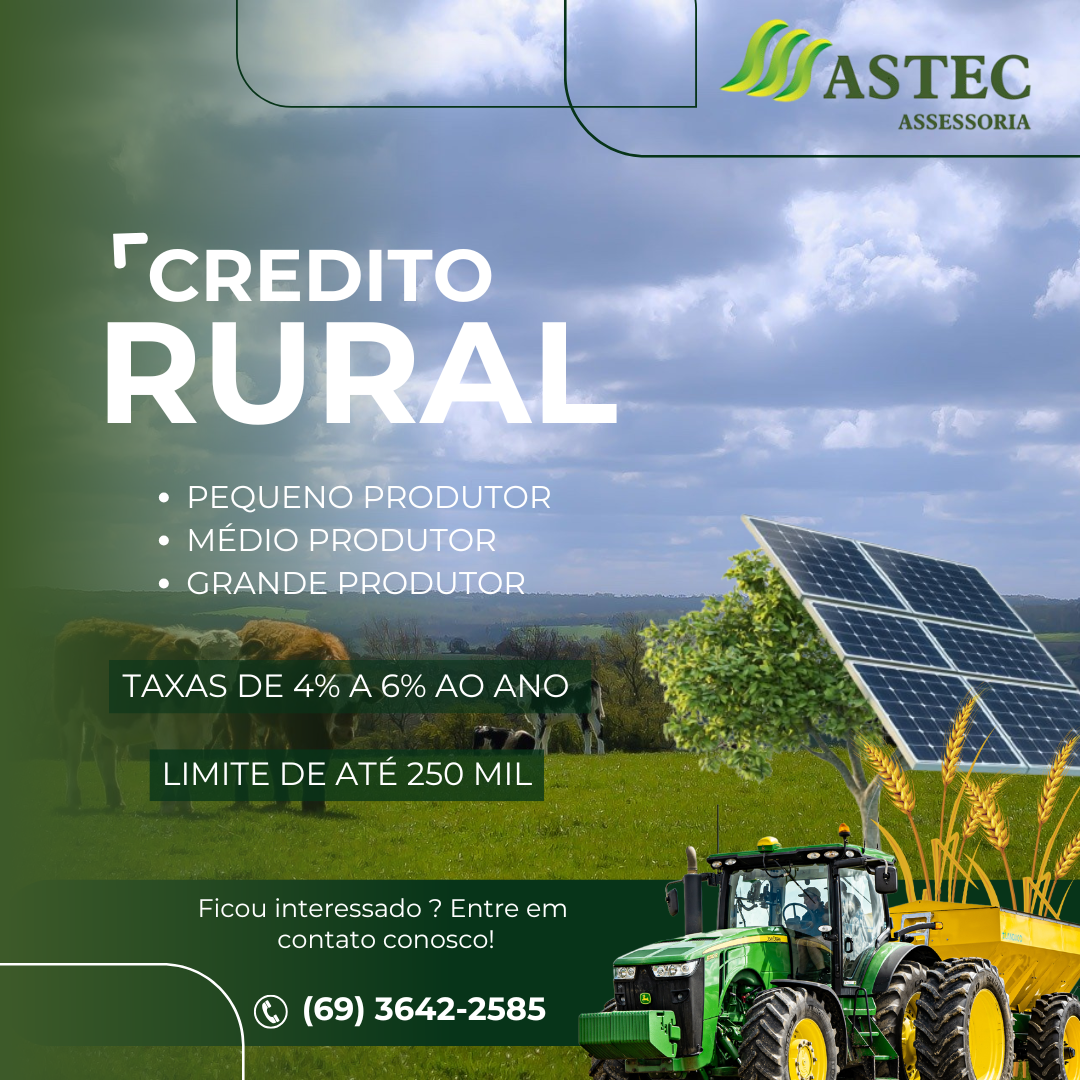 ASTEC
ASSESSORIA
CREDITO
RURAL
• PEQUENO PRODUTOR
• MÉDIO PRODUTOR
• GRANDE PRODUTOR
TAXAS DE 4% A 6% AO ANO
LIMITE DE ATÉ 250 MIL
Ficou interessado ? Entre em
contato conosco!
(69) 3642-2585